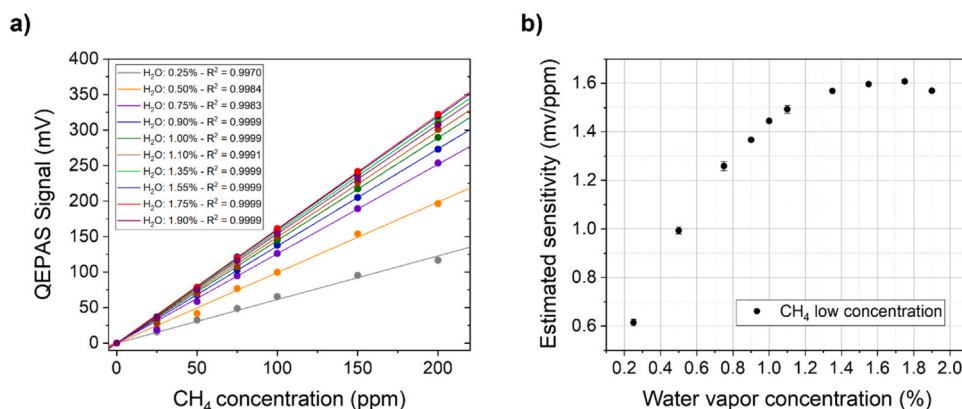 a)
400
350
300
250
200
150
100
50
0
QEPAS Signal (mV)
H₂O: 0.25% - R² = 0.9970
H₂O: 0.50% - R² = 0.9984
H₂O: 0.75% - R² = 0.9983
H₂O: 0.90% - R² = 0.9999
H₂O: 1.00% - R² = 0.9999
H₂O: 1.10% - R² = 0.9991
H₂O: 1.35% - R² = 0.9999
H₂O: 1.55% - R² = 0.9999
H₂O: 1.75% - R² = 0.9999
H₂O: 1.90% - R² = 0.9999
0 50 100 150 200
CH₄ concentration (ppm)
b)
1.6
1.4
1.2
1.0
0.8
0.6
Estimated sensitivity (mv/ppm)
CH₄ low concentration
0.2 0.4 0.6 0.8 1.0 1.2 1.4 1.6 1.8 2.0
Water vapor concentration (%)